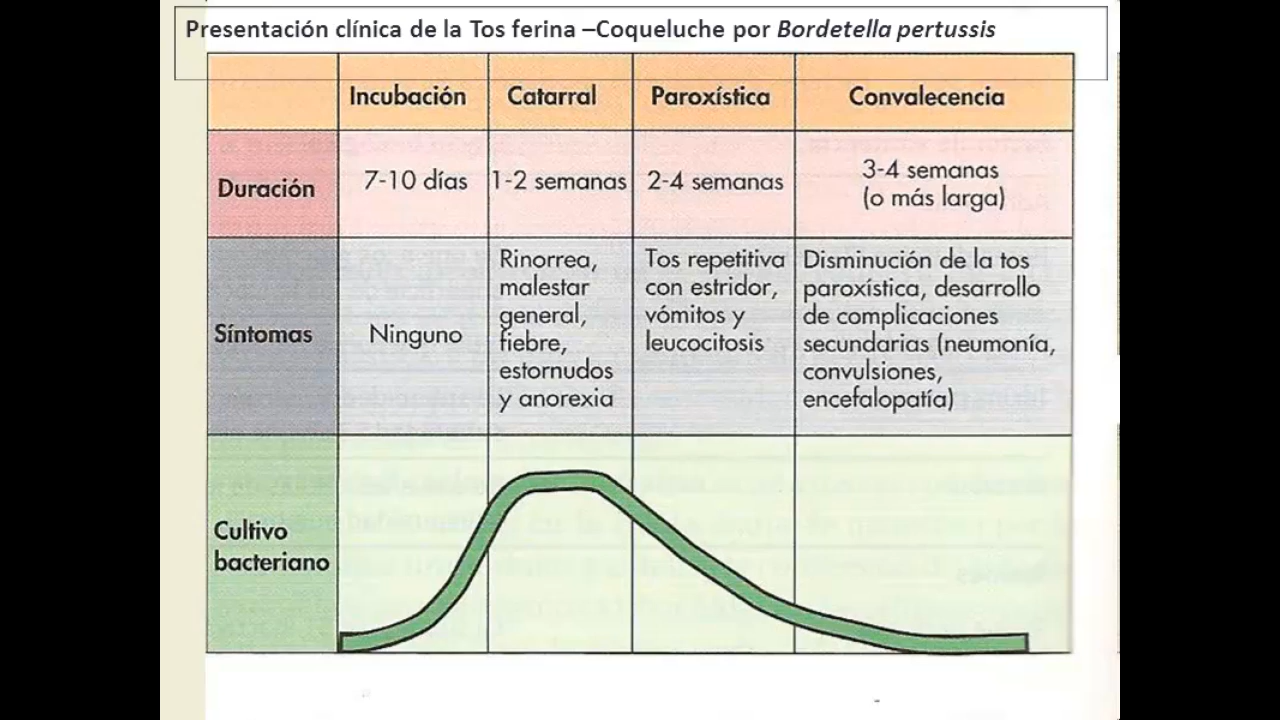 Presentación clínica de la Tos ferina –Coqueluche por Bordetella pertussis
Incubación Catarral Paroxística Convalecencia
Duración
7-10 días
1-2 semanas
2-4 semanas
3-4 semanas
(o más larga)
Síntomas
Ninguno
Rinorrea,
malestar
general,
fiebre,
estornudos
y anorexia
Tos repetitiva
con estridor,
vómitos y
leucocitosis
Disminución de la tos
paroxística, desarrollo
de complicaciones
secundarias (neumonía,
convulsiones,
encefalopatía)
Cultivo
bacteriano